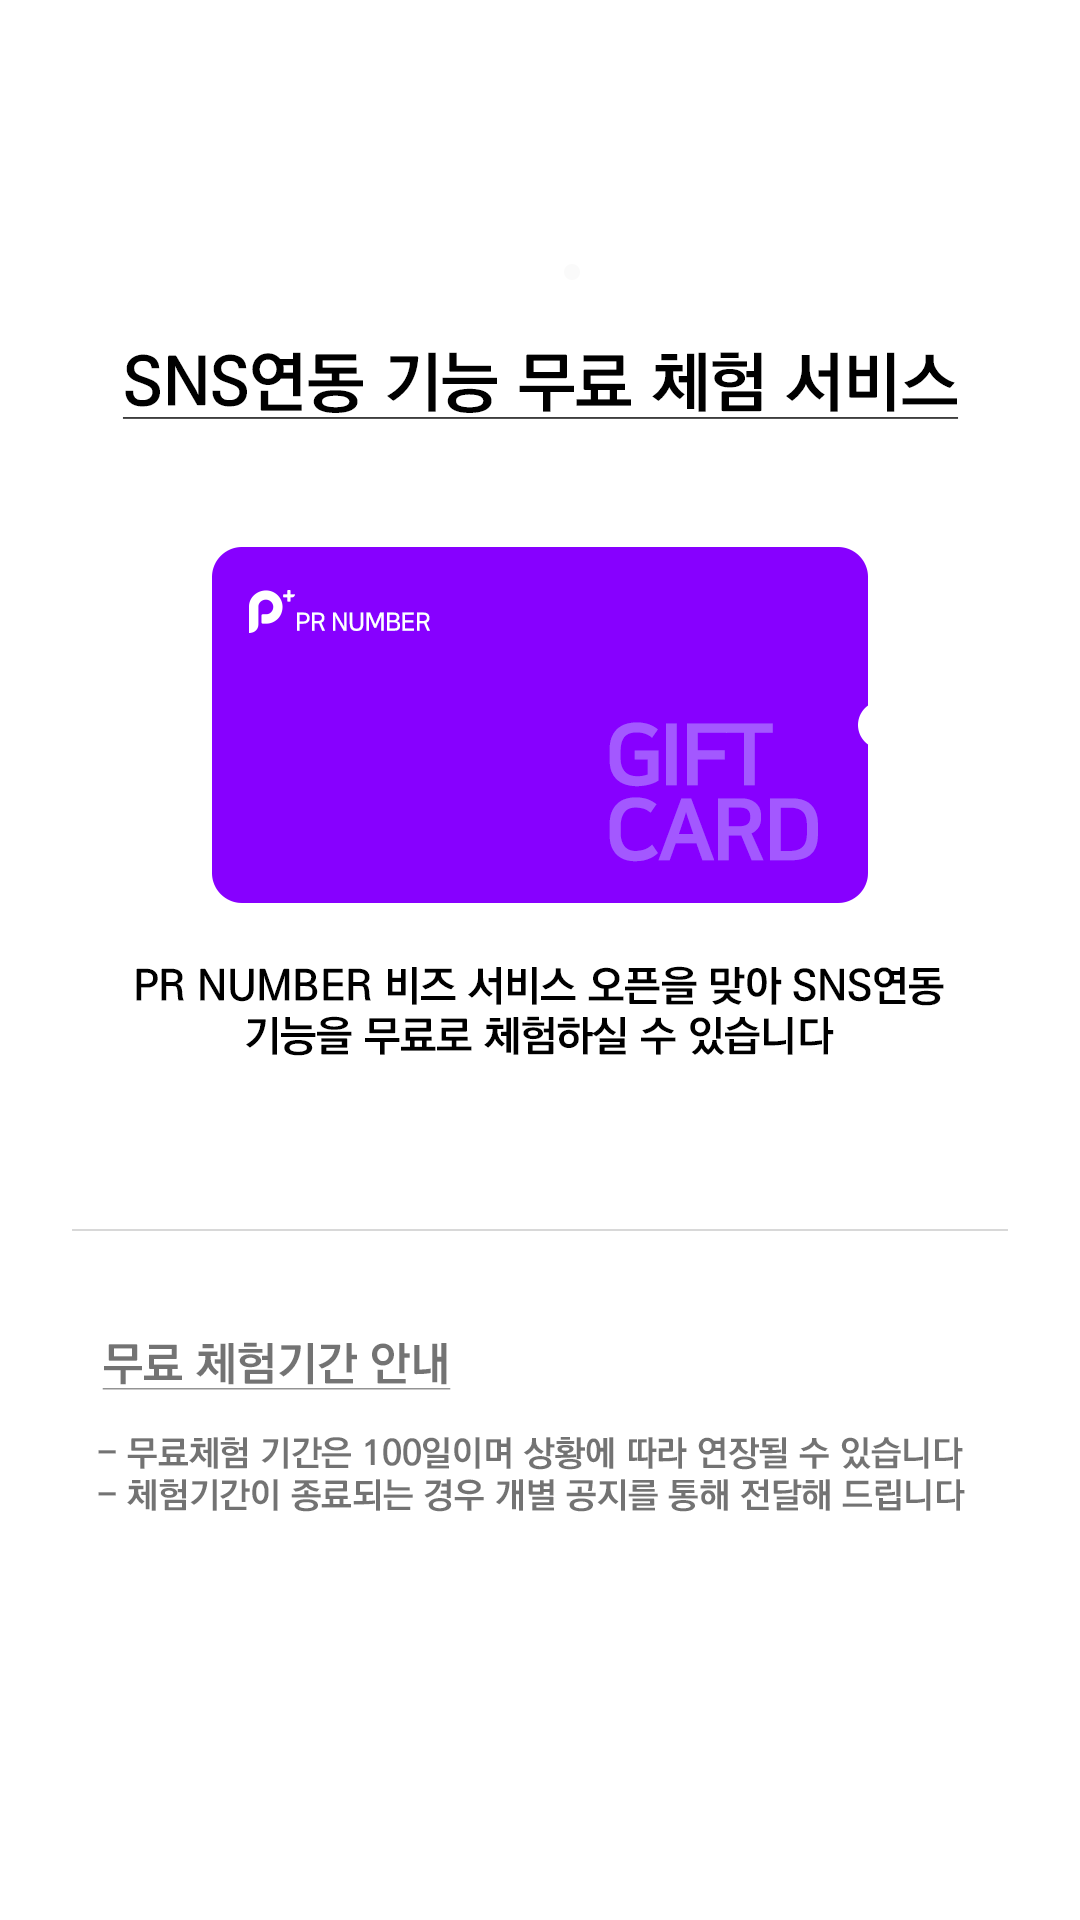 SNS연동 기능 무료 체험 서비스
PR NUMBER
GIFT
CARD
PR NUMBER 비즈 서비스 오픈을 맞아 SNS연동
기능을 무료로 체험하실 수 있습니다
무료 체험기간 안내
- 무료체험 기간은 100일이며 상황에 따라 연장될 수 있습니다
- 체험기간이 종료되는 경우 개별 공지를 통해 전달해 드립니다